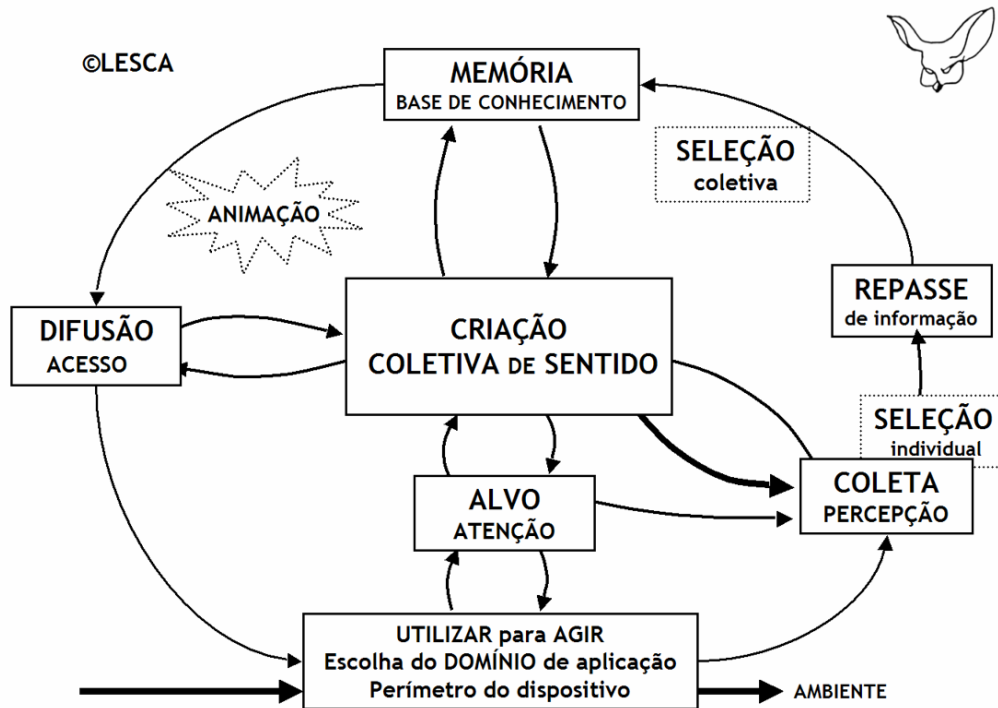 ©LESCA
MEMÓRIA
BASE DE CONHECIMENTO
SELEÇÃO
coletiva
ANIMAÇÃO
REPASSE
de informação
DIFUSÃO
ACESSO
CRIAÇÃO
COLETIVA DE SENTIDO
SELEÇÃO
individual
ALVO
ATENÇÃO
COLETA
PERCEPÇÃO
UTILIZAR para AGIR
Escolha do DOMÍNIO de aplicação
Perímetro do dispositivo
AMBIENTE